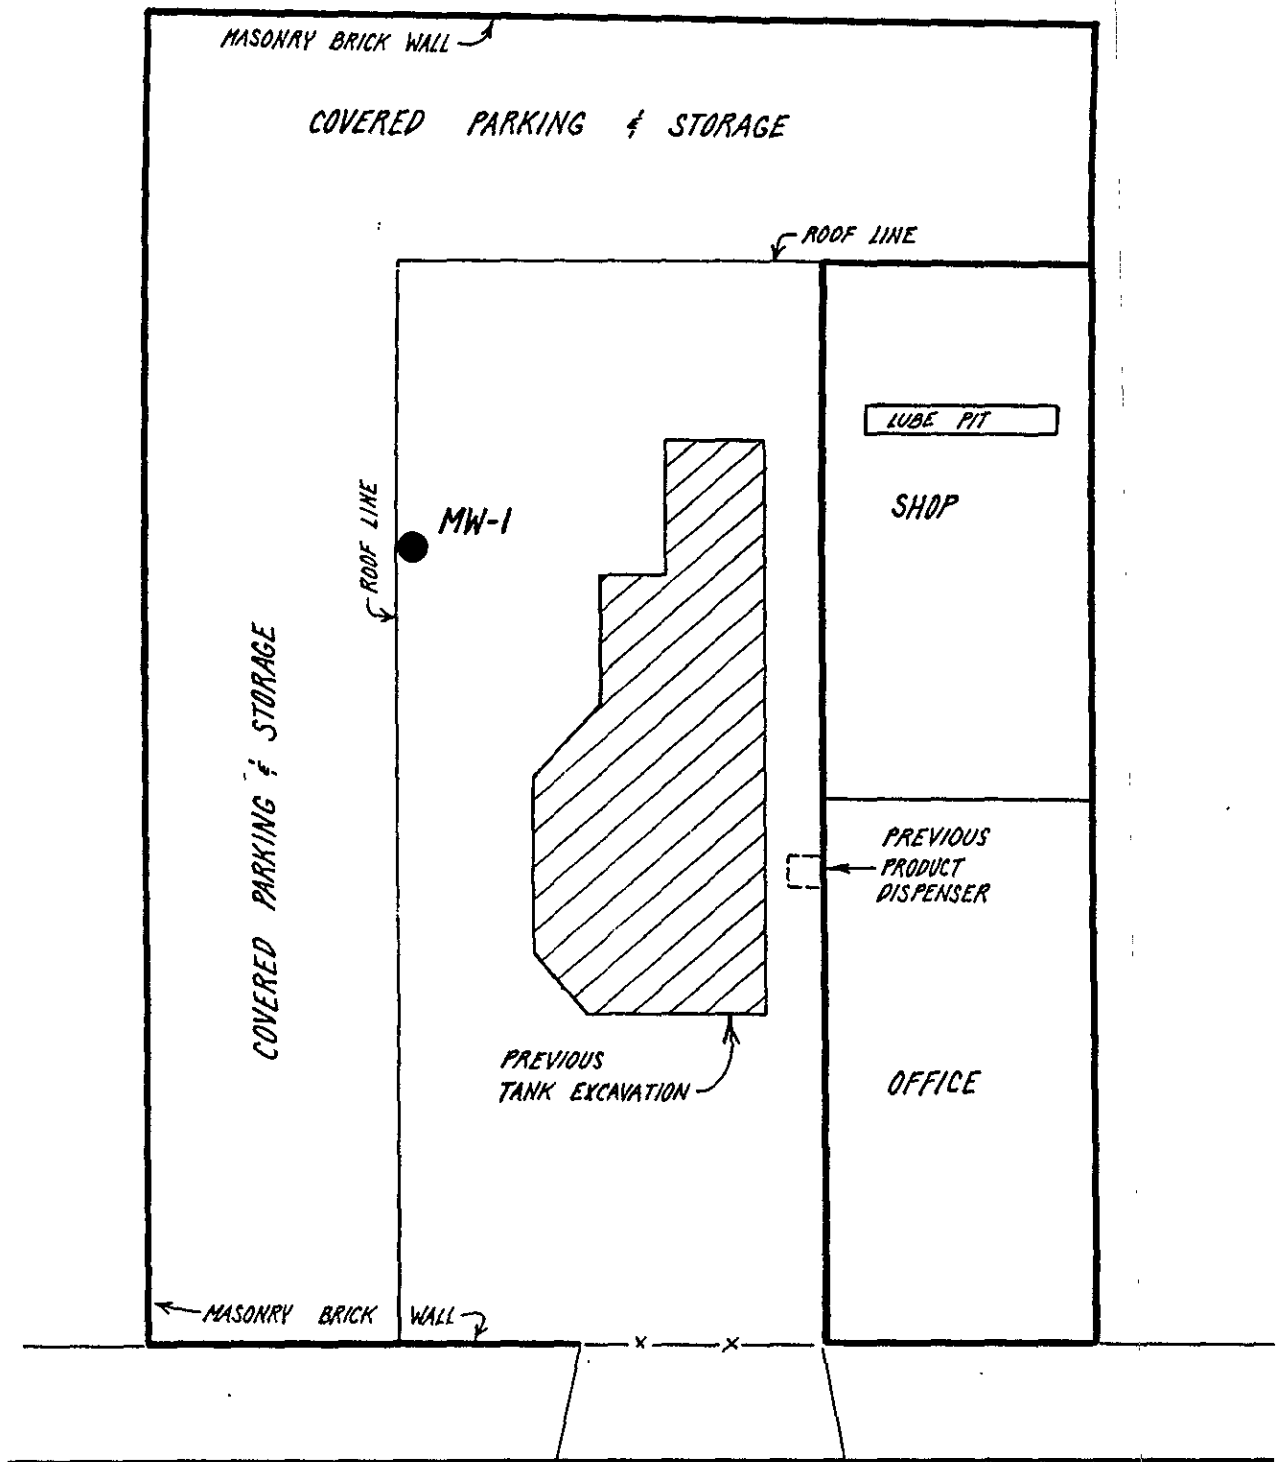 MASONRY BRICK WALL
COVERED PARKING & STORAGE
ROOF LINE
LUBE PIT
SHOP
ROOF LINE
MW-1
COVERED PARKING & STORAGE
PREVIOUS
PRODUCT
DISPENSER
PREVIOUS
TANK EXCAVATION
OFFICE
MASONRY BRICK WALL